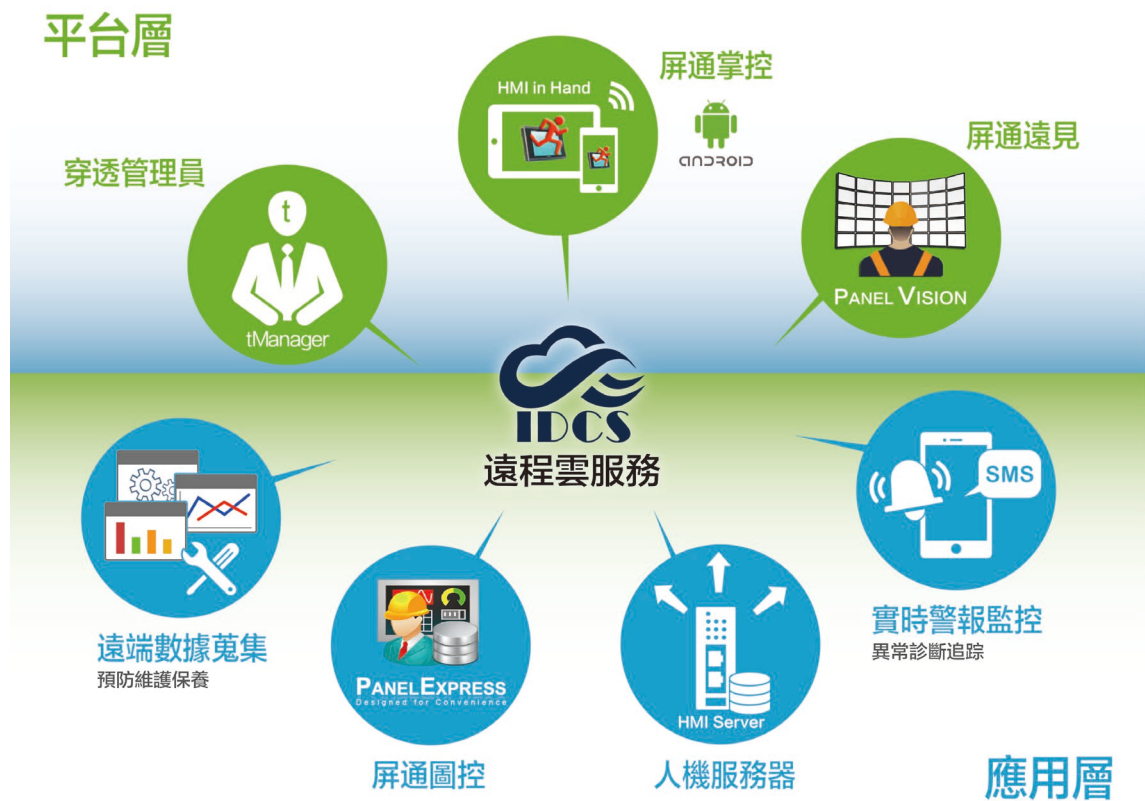 平台層
HMI in Hand
屏通掌控
ANDROID
屏通遠見
穿透管理員
t
tManager
PANEL VISION
IDCS
遠程雲服務
SMS
遠端數據蒐集
預防維護保養
PANELEXPRESS
Designed for Convenience
屏通圖控
HMI Server
人機服務器
實時警報監控
異常診斷追踪
應用層